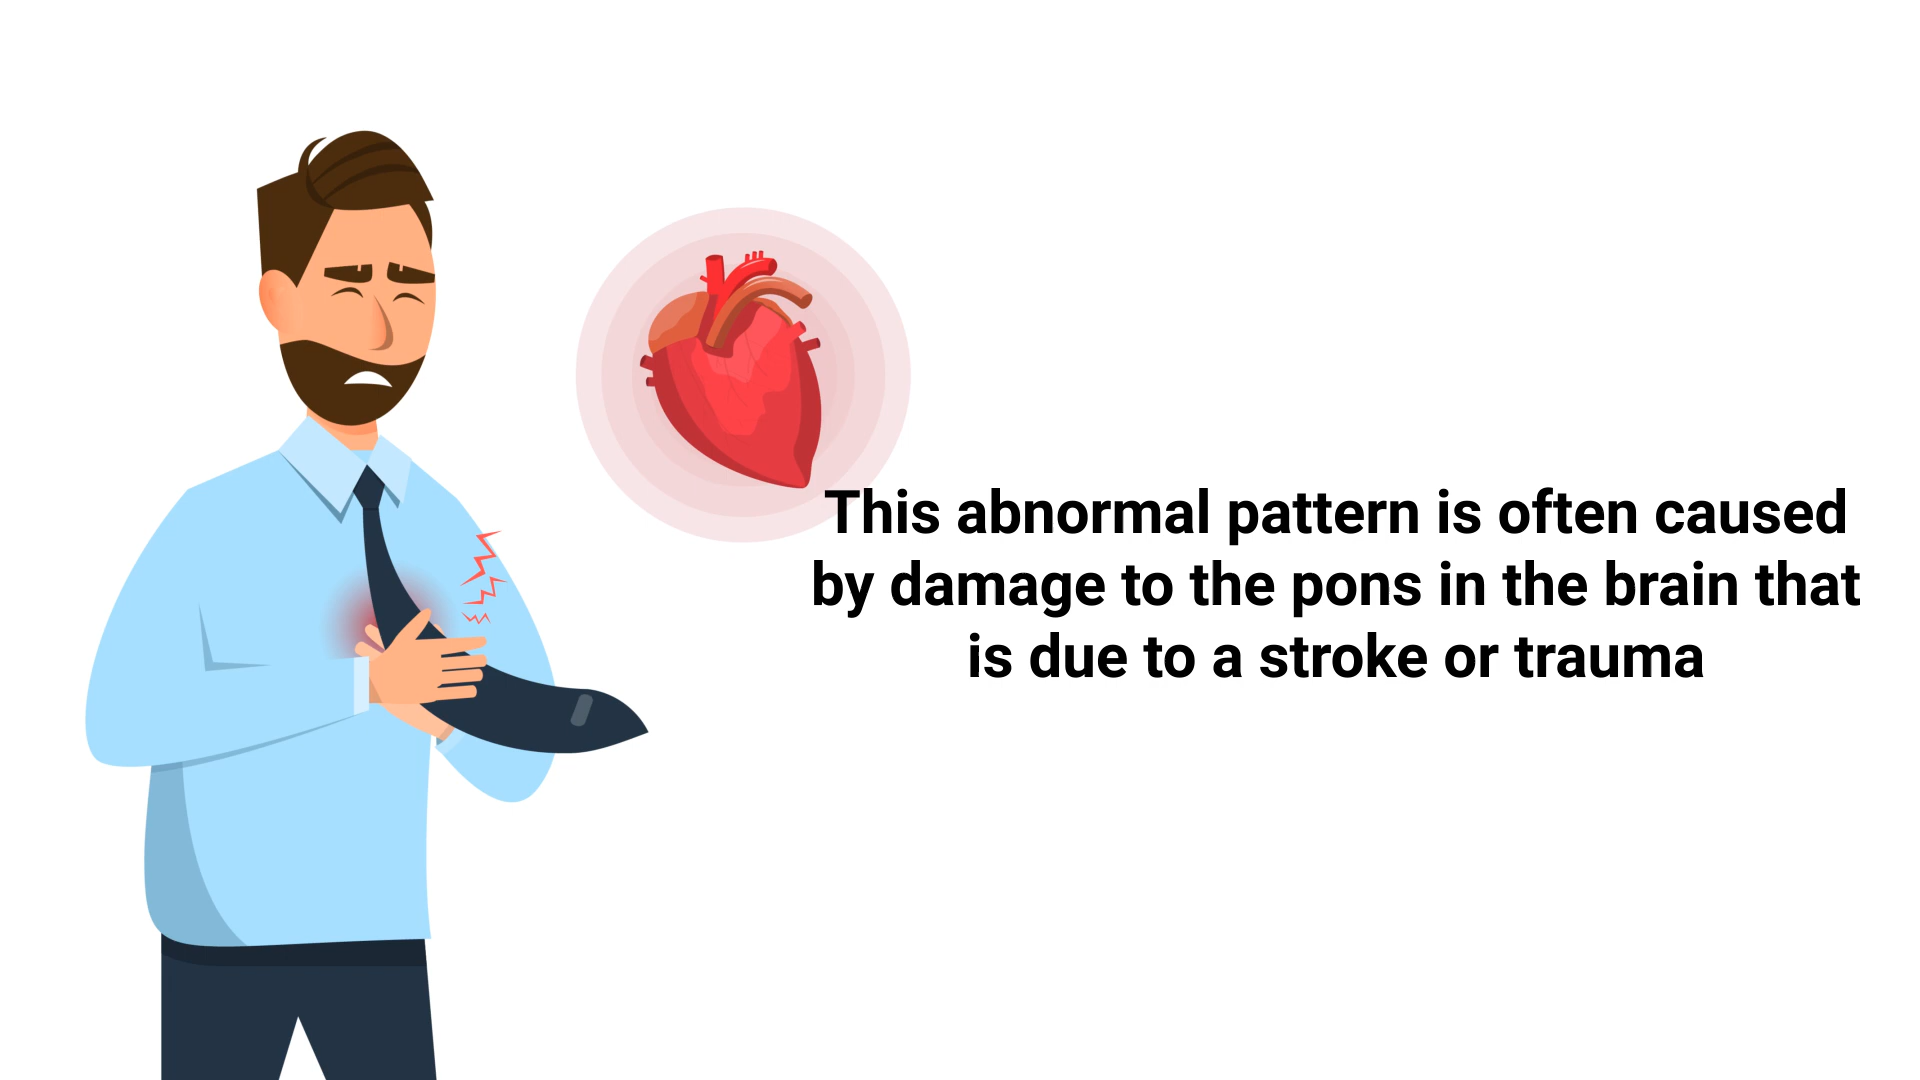 This abnormal pattern is often caused
by damage to the pons in the brain that
is due to a stroke or trauma